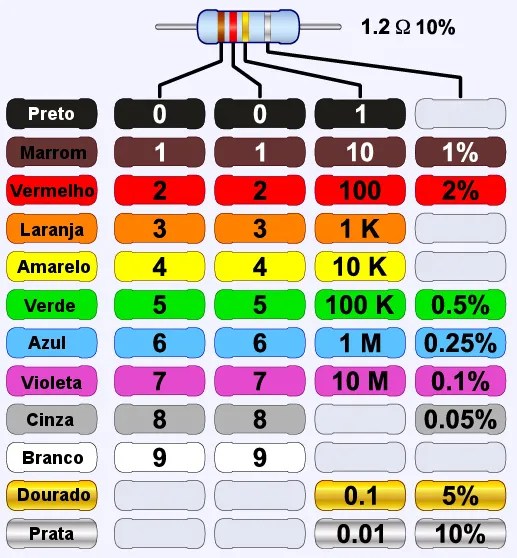 1.2 Ω 10%
Preto 0 0 1
Marrom 1 1 10 1%
Vermelho 2 2 100 2%
Laranja 3 3 1 K
Amarelo 4 4 10 K
Verde 5 5 100 K 0.5%
Azul 6 6 1 M 0.25%
Violeta 7 7 10 M 0.1%
Cinza 8 8 0.05%
Branco 9 9
Dourado 0.1 5%
Prata 0.01 10%